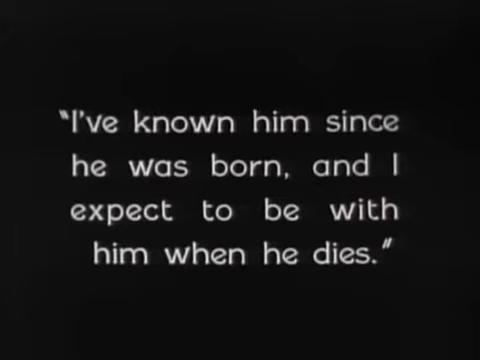 "I've known him since
he was born, and I
expect to be with
him when he dies."